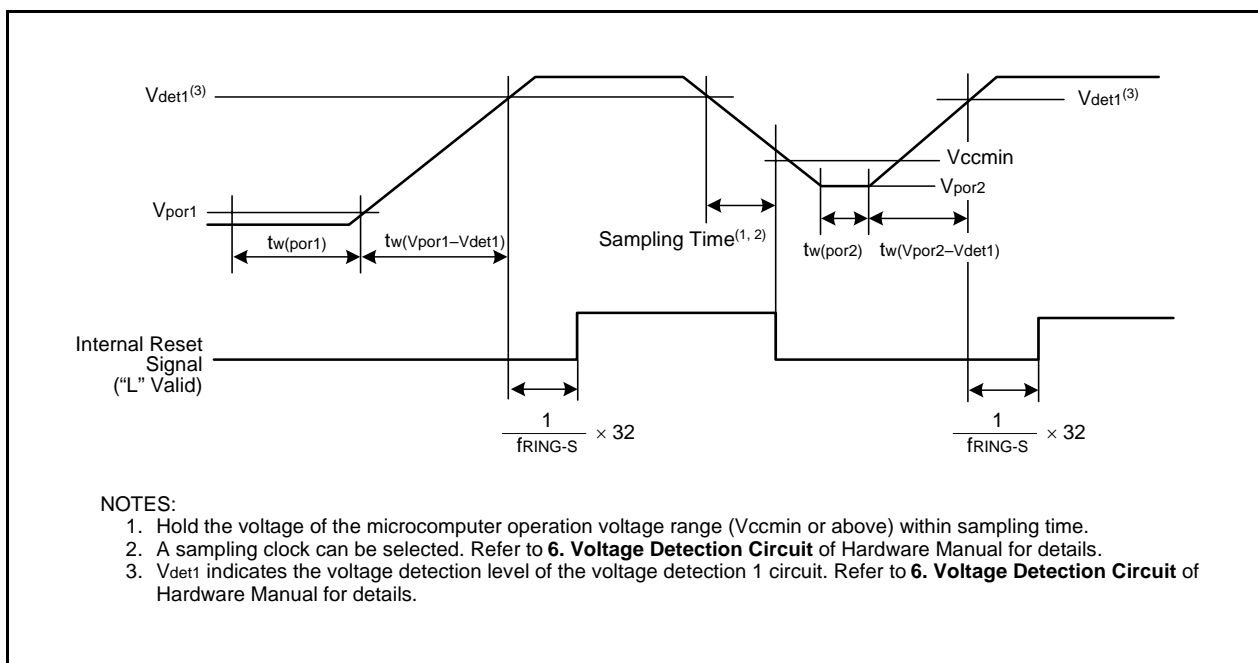 Vdet1(3)
Vdet1(3)
Vccmin
Vpor2
Vpor1
tw(por1)
tw(Vpor1–Vdet1)
Sampling Time(1, 2)
tw(por2)
tw(Vpor2–Vdet1)
Internal Reset
Signal
(“L” Valid)
1
fRING-S
× 32
1
fRING-S
× 32
NOTES:
1. Hold the voltage of the microcomputer operation voltage range (Vccmin or above) within sampling time.
2. A sampling clock can be selected. Refer to 6. Voltage Detection Circuit of Hardware Manual for details.
3. Vdet1 indicates the voltage detection level of the voltage detection 1 circuit. Refer to 6. Voltage Detection Circuit of
Hardware Manual for details.